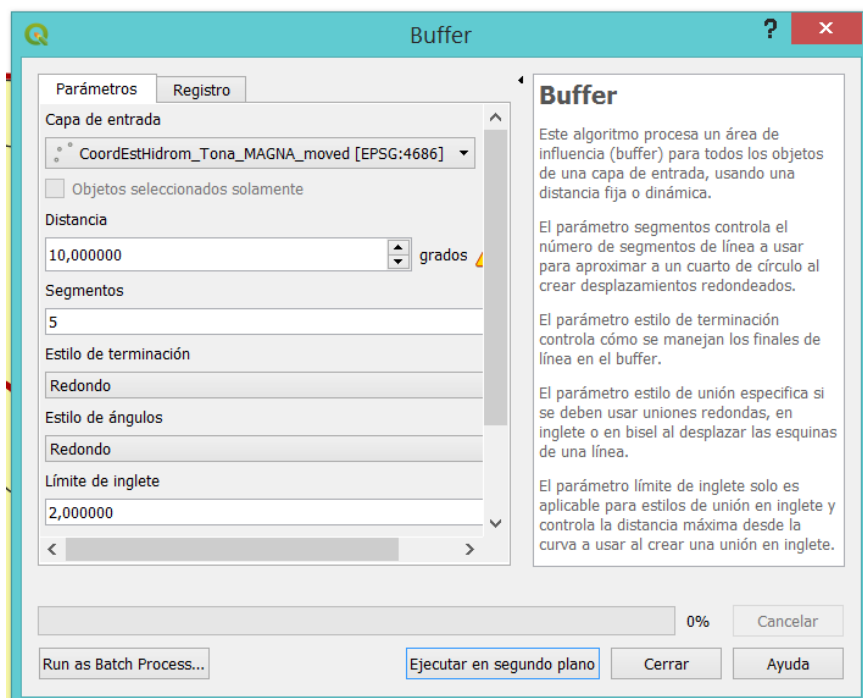 Buffer
?
Parámetros
Registro
Capa de entrada
CoordEstHidrom_Tona_MAGNA_moved [EPSG:4686]
Objetos seleccionados solamente
Distancia
10,000000
grados
Segmentos
5
Estilo de terminación
Redondo
Estilo de ángulos
Redondo
Límite de inglete
2,000000
Buffer
Este algoritmo procesa un área de
influencia (buffer) para todos los objetos
de una capa de entrada, usando una
distancia fija o dinámica.
El parámetro segmentos controla el
número de segmentos de línea a usar
para aproximar a un cuarto de círculo al
crear desplazamientos redondeados.
El parámetro estilo de terminación
controla cómo se manejan los finales de
línea en el buffer.
El parámetro estilo de unión especifica si
se deben usar uniones redondas, en
inglete o en bisel al desplazar las esquinas
de una línea.
El parámetro límite de inglete solo es
aplicable para estilos de unión en inglete y
controla la distancia máxima desde la
curva a usar al crear una unión en inglete.
0%
Cancelar
Run as Batch Process...
Ejecutar en segundo plano
Cerrar
Ayuda